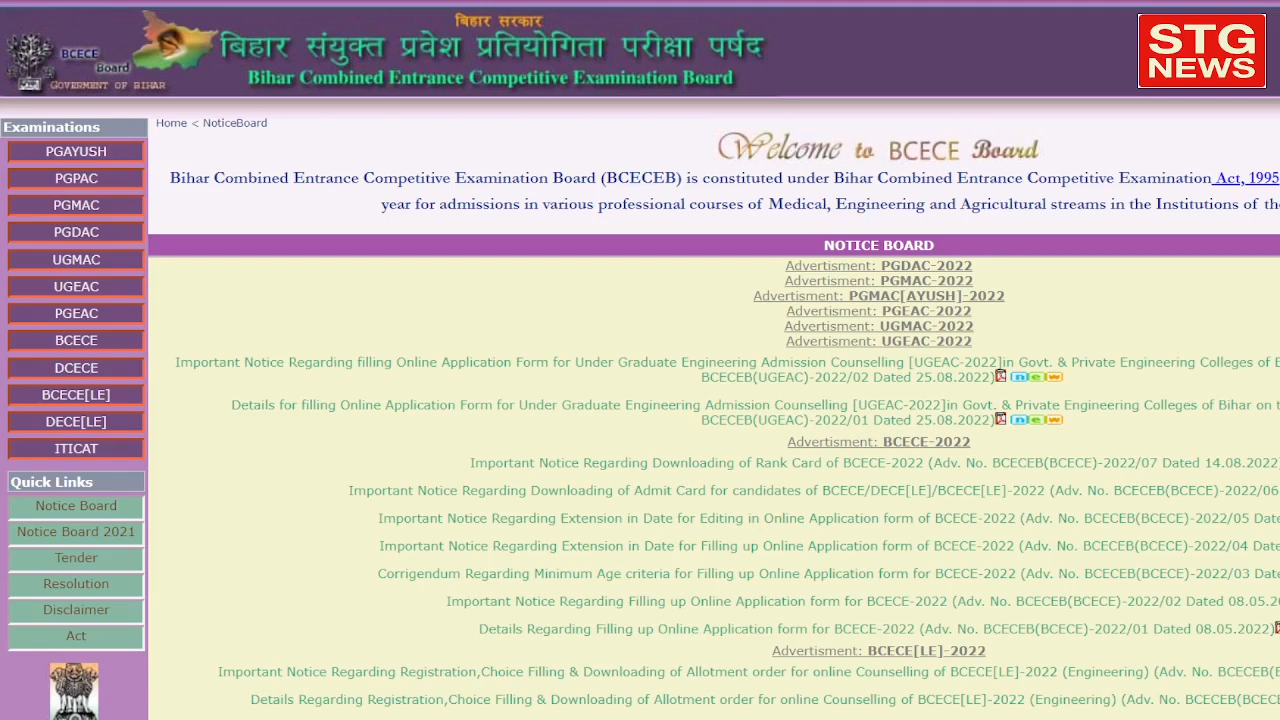 बिहार सरकार
बिहार संयुक्त प्रवेश प्रतियोगिता परीक्षा पर्षद
Bihar Combined Entrance Competitive Examination Board
BCECE
Board
GOVERMENT OF BIHAR
STG
NEWS
Examinations
PGAYUSH
PGPAC
PGMAC
PGDAC
UGMAC
UGEAC
PGEAC
BCECE
DCECE
BCECE[LE]
DECE[LE]
ITICAT
Quick Links
Notice Board
Notice Board 2021
Tender
Resolution
Disclaimer
Act
Home < NoticeBoard
Welcome to BCECE Board
Bihar Combined Entrance Competitive Examination Board (BCECEB) is constituted under Bihar Combined Entrance Competitive Examination Act, 1995
year for admissions in various professional courses of Medical, Engineering and Agricultural streams in the Institutions of the
NOTICE BOARD
Advertisment: PGDAC-2022
Advertisment: PGMAC-2022
Advertisment: PGMAC[AYUSH]-2022
Advertisment: PGEAC-2022
Advertisment: UGMAC-2022
Advertisment: UGEAC-2022
Important Notice Regarding filling Online Application Form for Under Graduate Engineering Admission Counselling [UGEAC-2022]in Govt. & Private Engineering Colleges of
BCECEB(UGEAC)-2022/02 Dated 25.08.2022) new
Details for filling Online Application Form for Under Graduate Engineering Admission Counselling [UGEAC-2022]in Govt. & Private Engineering Colleges of Bihar on
BCECEB(UGEAC)-2022/01 Dated 25.08.2022) new
Advertisment: BCECE-2022
Important Notice Regarding Downloading of Rank Card of BCECE-2022 (Adv. No. BCECEB(BCECE)-2022/07 Dated 14.08.2022)
Important Notice Regarding Downloading of Admit Card for candidates of BCECE/DECE[LE]/BCECE[LE]-2022 (Adv. No. BCECEB(BCECE)-2022/06
Important Notice Regarding Extension in Date for Editing in Online Application form of BCECE-2022 (Adv. No. BCECEB(BCECE)-2022/05 Dated
Important Notice Regarding Extension in Date for Filling up Online Application form of BCECE-2022 (Adv. No. BCECEB(BCECE)-2022/04 Dated
Corrigendum Regarding Minimum Age criteria for Filling up Online Application form for BCECE-2022 (Adv. No. BCECEB(BCECE)-2022/03 Dated
Important Notice Regarding Filling up Online Application form for BCECE-2022 (Adv. No. BCECEB(BCECE)-2022/02 Dated 08.05.20
Details Regarding Filling up Online Application form for BCECE-2022 (Adv. No. BCECEB(BCECE)-2022/01 Dated 08.05.2022)
Advertisment: BCECE[LE]-2022
Important Notice Regarding Registration,Choice Filling & Downloading of Allotment order for online Counselling of BCECE[LE]-2022 (Engineering) (Adv. No. BCECEB(B
Details Regarding Registration,Choice Filling & Downloading of Allotment order for online Counselling of BCECE[LE]-2022 (Engineering) (Adv. No. BCECEB(BCEC